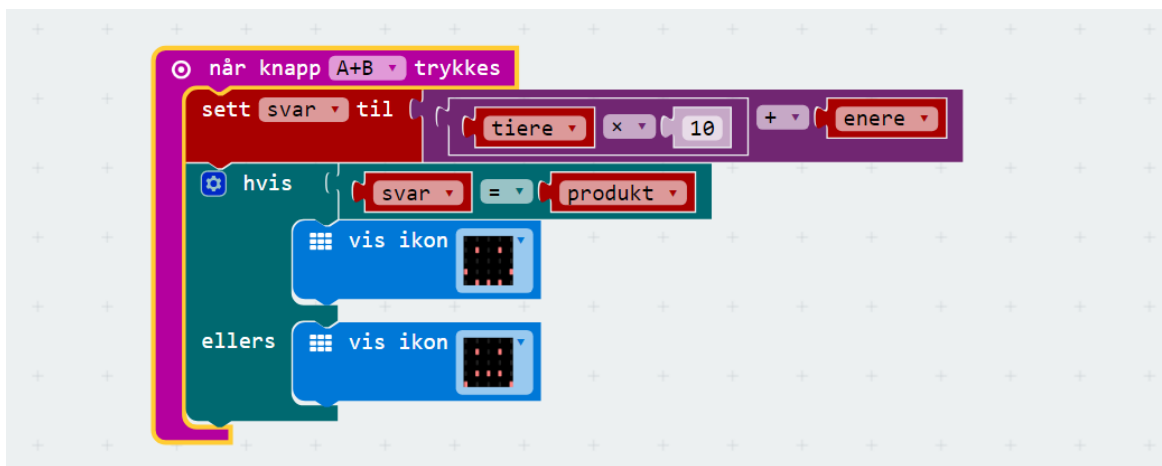 når knapp A+B trykkes
sett svar til tiere × 10 + enere
hvis svar = produkt
vis ikon
ellers vis ikon